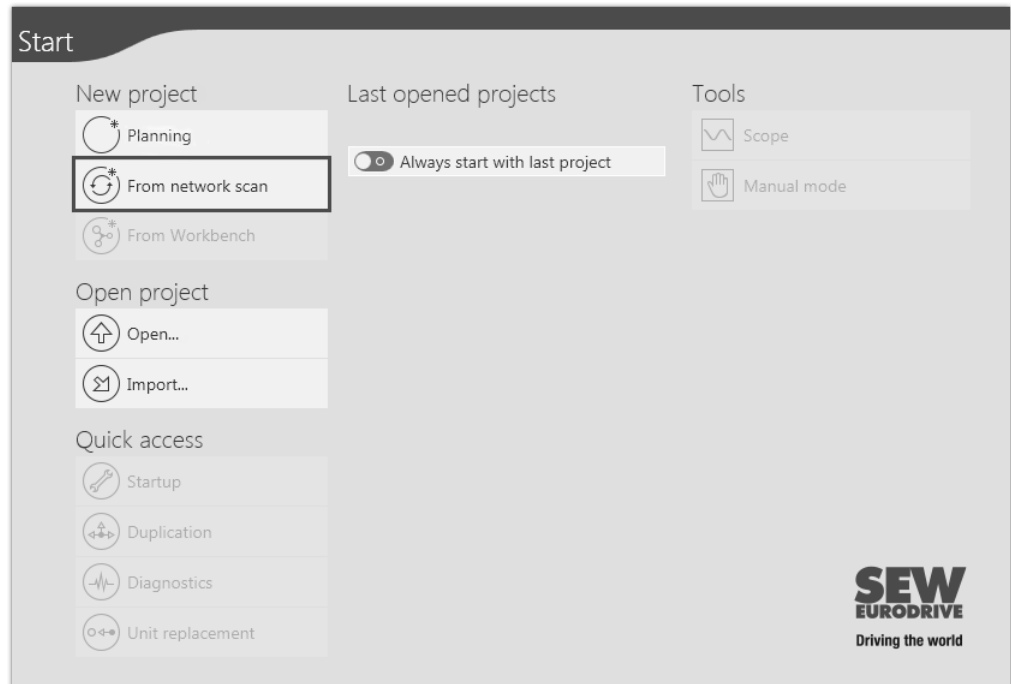 Start
New project
Planning
From network scan
From Workbench
Open project
Open...
Import...
Quick access
Startup
Duplication
Diagnostics
Unit replacement
Last opened projects
Always start with last project
Tools
Scope
Manual mode
SEW
EURODRIVE
Driving the world